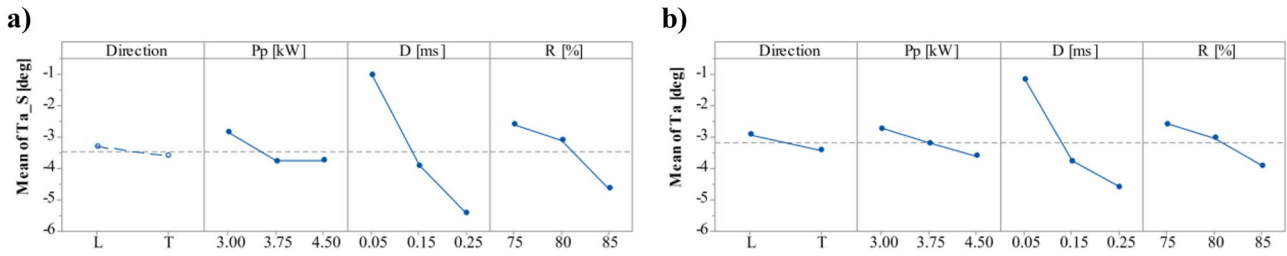 a)
Direction Pp [kW] D [ms] R [%]
Mean of Ta_S [deg]
-1
-2
-3
-4
-5
-6
L T 3.00 3.75 4.50 0.05 0.15 0.25 75 80 85
b)
Direction Pp [kW] D [ms] R [%]
Mean of Ta [deg]
-1
-2
-3
-4
-5
-6
L T 3.00 3.75 4.50 0.05 0.15 0.25 75 80 85